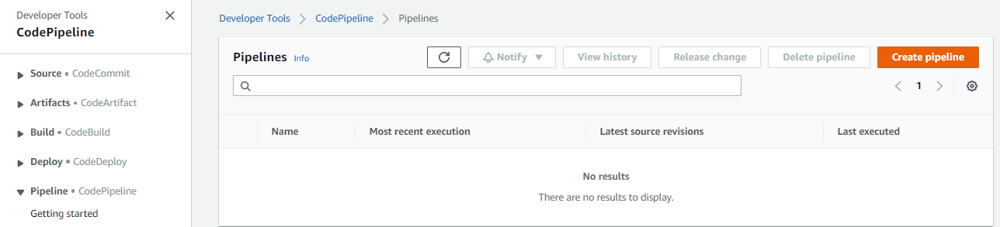 Developer Tools
CodePipeline
Source • CodeCommit
Artifacts • CodeArtifact
Build • CodeBuild
Deploy • CodeDeploy
Pipeline • CodePipeline
Getting started
Developer Tools > CodePipeline > Pipelines
Pipelines Info Notify View history Release change Delete pipeline Create pipeline
1
Name Most recent execution Latest source revisions Last executed
No results
There are no results to display.